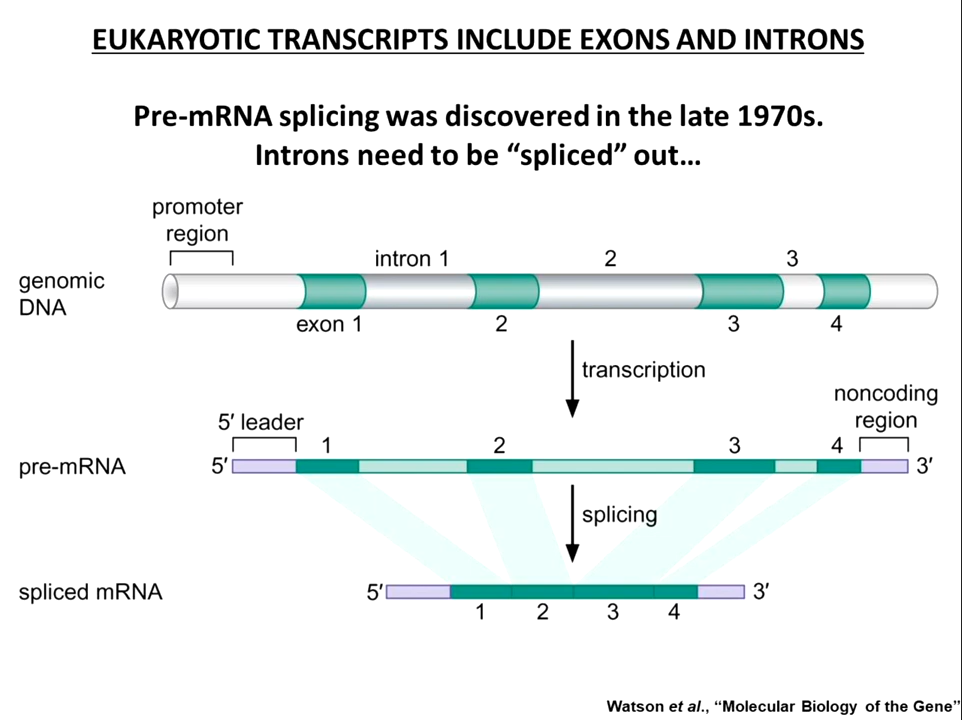 EUKARYOTIC TRANSCRIPTS INCLUDE EXONS AND INTRONS
Pre-mRNA splicing was discovered in the late 1970s.
Introns need to be “spliced” out…
promoter
region
intron 1
2
3
genomic
DNA
exon 1
2
3
4
transcription
noncoding
region
5′ leader
1
2
3
4
pre-mRNA
5′
3′
splicing
spliced mRNA
5′
3′
1
2
3
4
Watson et al., “Molecular Biology of the Gene”